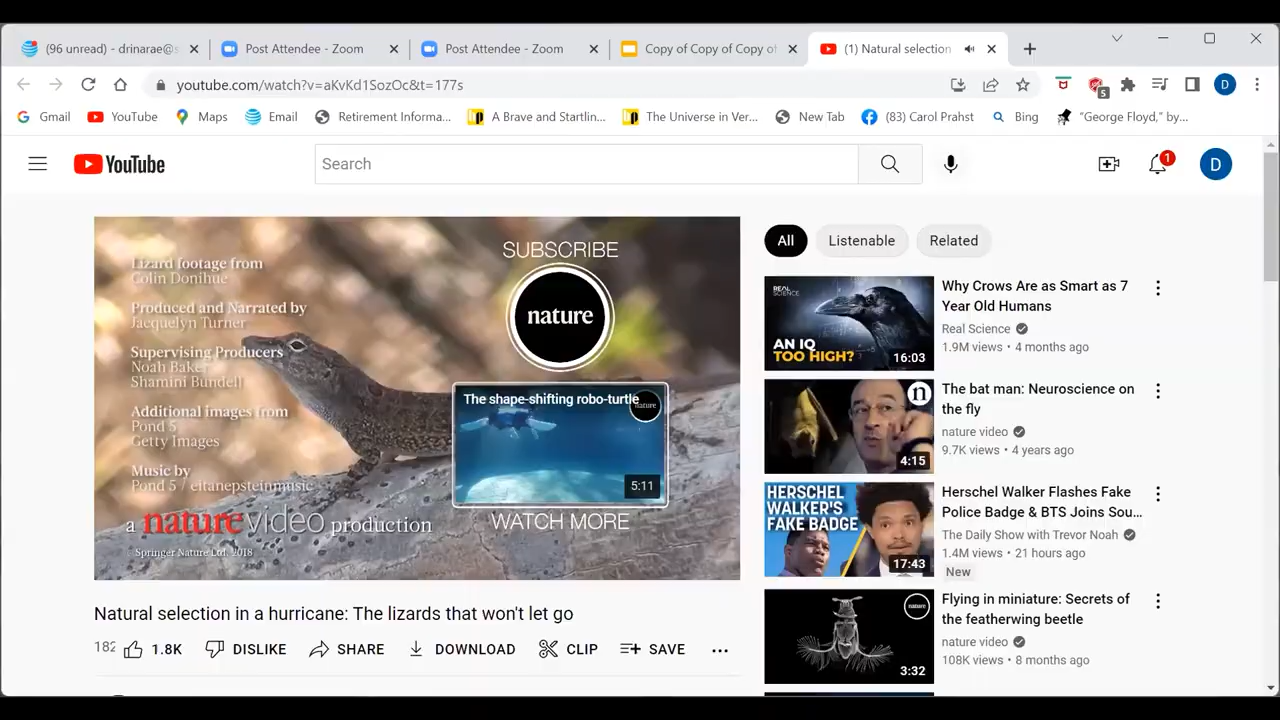 (96 unread) - dminarae@s
Post Attendee - Zoom
Post Attendee - Zoom
Copy of Copy of Copy of
(1) Natural selection
youtube.com/watch?v=aKvKd1SozOc&t=177s
5
D
Gmail
YouTube
Maps
Email
Retirement Informa...
A Brave and Startlin...
The Universe in Ver...
New Tab
(83) Carol Prahst
Bing
"George Floyd," by...
YouTube
Search
1
D
Lizard footage from
Colin Donihue
Produced and Narrated by
Jacquelyn Turner
Supervising Producers
Noah Baker
Shamini Bundell
Additional images from
Pond 5
Getty Images
Music by
Pond 5 / eitanepsteinmusic
a nature video production
Springer Nature Ltd. 2018
SUBSCRIBE
nature
The shape-shifting robo-turtle
nature
5:11
WATCH MORE
Natural selection in a hurricane: The lizards that won't let go
182
1.8K
DISLIKE
SHARE
DOWNLOAD
CLIP
SAVE
All
Listenable
Related
REAL SCIENCE
AN IQ
TOO HIGH?
16:03
Why Crows Are as Smart as 7
Year Old Humans
Real Science
1.9M views • 4 months ago
n
4:15
The bat man: Neuroscience on
the fly
nature video
9.7K views • 4 years ago
HERSCHEL
WALKER'S
FAKE BADGE
17:43
Herschel Walker Flashes Fake
Police Badge & BTS Joins Sou...
The Daily Show with Trevor Noah
1.4M views • 21 hours ago
New
nature
3:32
Flying in miniature: Secrets of
the featherwing beetle
nature video
108K views • 8 months ago